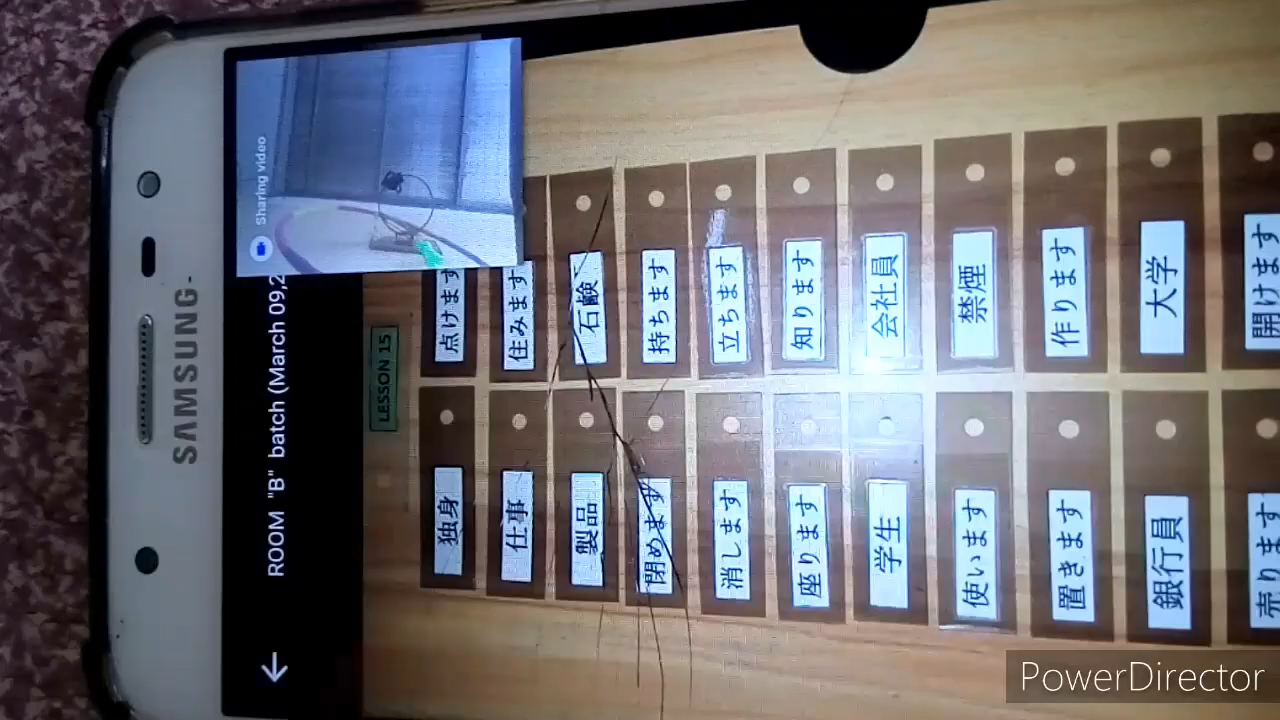 SAMSUNG
Sharing video
ROOM "B" batch (March 09,2
LESSON 15
独身 点けます
仕事 住みます
製品 石鹸
閉めます 持ちます
消します 立ちます
座ります 知ります
学生 会社員
使います 禁煙
置きます 作ります
銀行員 大学
売ります 開けます
PowerDirector